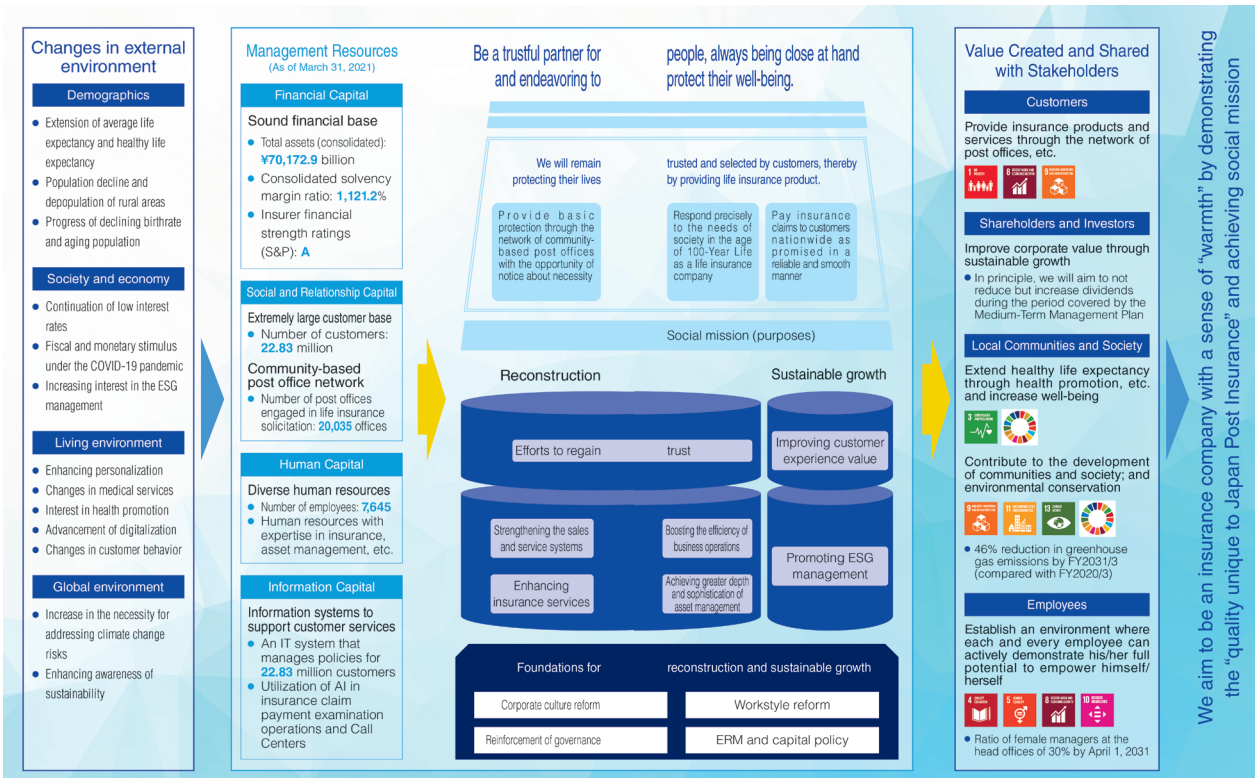 Changes in external
environment
Demographics
Extension of average life
expectancy and healthy life
expectancy
Population decline and
depopulation of rural areas
Progress of declining birthrate
and aging population
Society and economy
Continuation of low interest
rates
Fiscal and monetary stimulus
under the COVID-19 pandemic
Increasing interest in the ESG
management
Living environment
Enhancing personalization
Changes in medical services
Interest in health promotion
Advancement of digitalization
Changes in customer behavior
Global environment
Increase in the necessity for
addressing climate change
risks
Enhancing awareness of
sustainability
Management Resources
(As of March 31, 2021)
Financial Capital
Sound financial base
Total assets (consolidated):
¥70,172.9 billion
Consolidated solvency
margin ratio: 1,121.2%
Insurer financial
strength ratings
(S&P): A
Social and Relationship Capital
Extremely large customer base
Number of customers:
22.83 million
Community-based
post office network
Number of post offices
engaged in life insurance
solicitation: 20,035 offices
Human Capital
Diverse human resources
Number of employees: 7,645
Human resources with
expertise in insurance,
asset management, etc.
Information Capital
Information systems to
support customer services
An IT system that
manages policies for
22.83 million customers
Utilization of AI in
insurance claim
payment examination
operations and Call
Centers
Be a trustful partner for people, always being close at hand
and endeavoring to protect their well-being.
We will remain trusted and selected by customers, thereby
protecting their lives by providing life insurance product.
Provide basic
protection through the
network of community-
based post offices
with the opportunity of
notice about necessity
Respond precisely
to the needs of
society in the age
of 100-Year Life
as a life insurance
company
Pay insurance
claims to customers
nationwide as
promised in a
reliable and smooth
manner
Social mission (purposes)
Reconstruction
Sustainable growth
Efforts to regain trust
Improving customer
experience value
Strengthening the sales
and service systems
Boosting the efficiency of
business operations
Enhancing
insurance services
Achieving greater depth
and sophistication of
asset management
Promoting ESG
management
Foundations for reconstruction and sustainable growth
Corporate culture reform
Workstyle reform
Reinforcement of governance
ERM and capital policy
Value Created and Shared
with Stakeholders
Customers
Provide insurance products and
services through the network of
post offices, etc.
1 8 9
Shareholders and Investors
Improve corporate value through
sustainable growth
In principle, we will aim to not
reduce but increase dividends
during the period covered by the
Medium-Term Management Plan
Local Communities and Society
Extend healthy life expectancy
through health promotion, etc.
and increase well-being
3
Contribute to the development
of communities and society; and
environmental conservation
9 11 13
46% reduction in greenhouse
gas emissions by FY2031/3
(compared with FY2020/3)
Employees
Establish an environment where
each and every employee can
actively demonstrate his/her full
potential to empower himself/
herself
4 5 8 10
Ratio of female managers at the
head offices of 30% by April 1, 2031
We aim to be an insurance company with a sense of "warmth" by demonstrating
the "quality unique to Japan Post Insurance" and achieving social mission